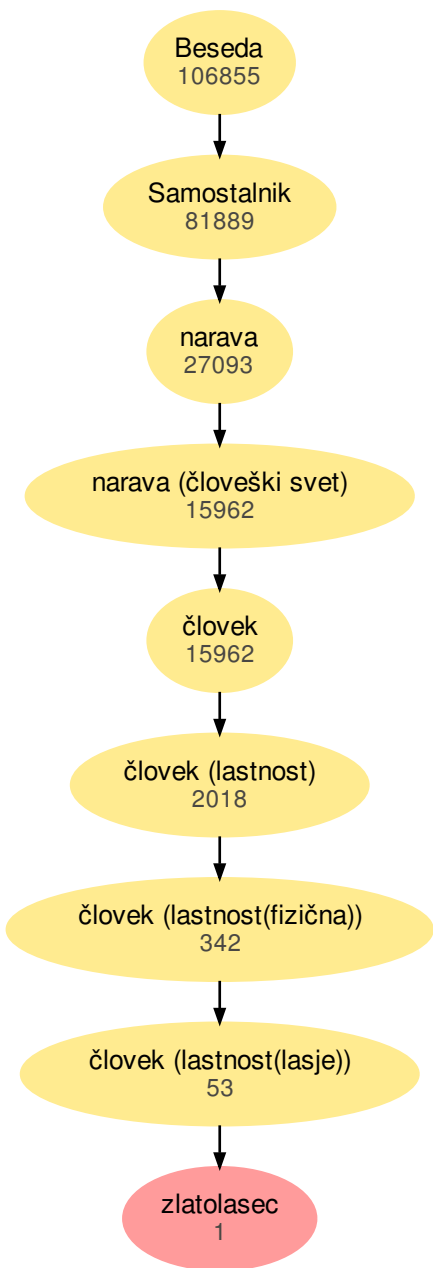 Beseda
106855
Samostalnik
81889
narava
27093
narava (človeški svet)
15962
človek
15962
človek (lastnost)
2018
človek (lastnost(fizična))
342
človek (lastnost(lasje))
53
zlatolasec
1